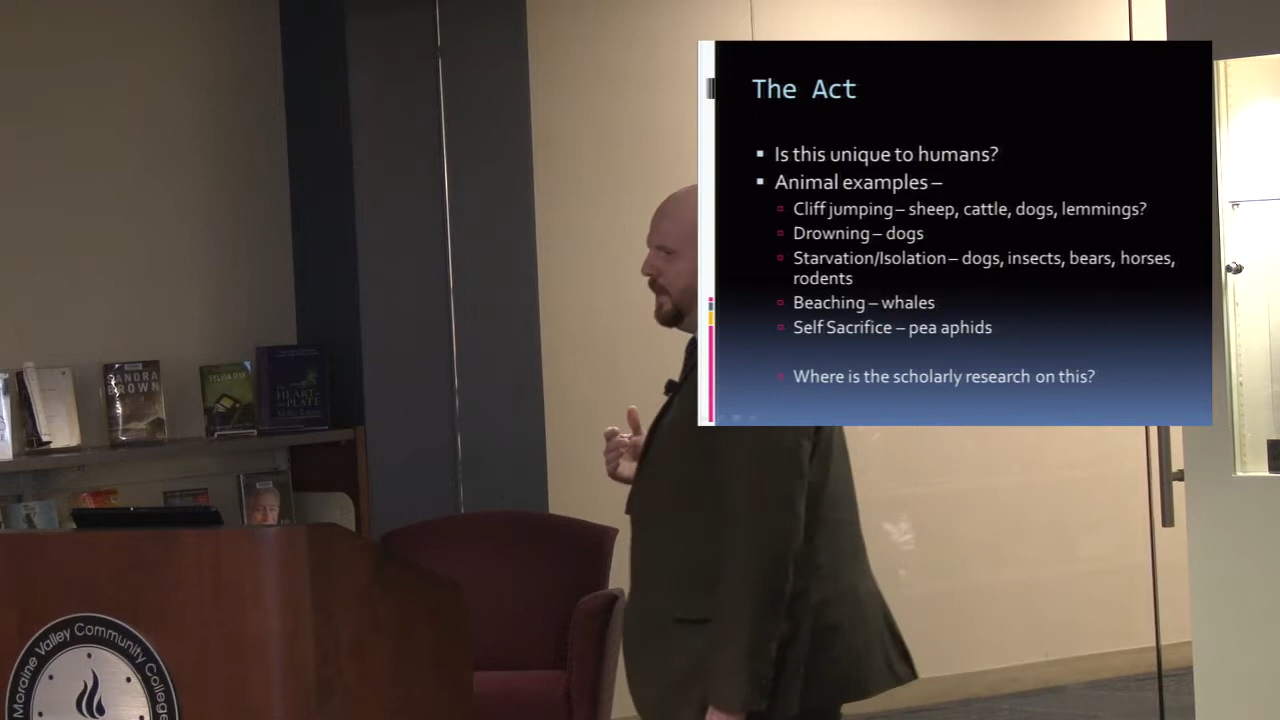 The Act
Is this unique to humans?
Animal examples –
Cliff jumping – sheep, cattle, dogs, lemmings?
Drowning – dogs
Starvation/Isolation – dogs, insects, bears, horses,
rodents
Beaching – whales
Self Sacrifice – pea aphids
Where is the scholarly research on this?
SANDRA
BROWN
SYLVIA DAY
HEART
PLATE
Moraine Valley Community College